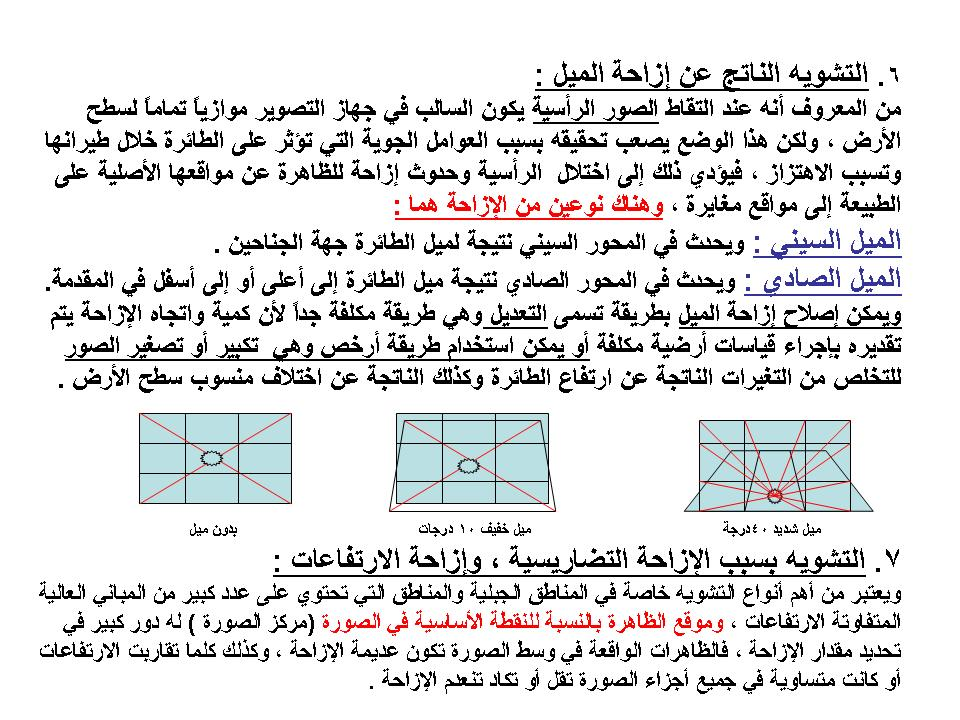 ٦. التشويه الناتج عن إزاحة الميل :
من المعروف أنه عند التقاط الصور الرأسية يكون السالب في جهاز التصوير موازياً تماماً لسطح
الأرض ، ولكن هذا الوضع يصعب تحقيقه بسبب العوامل الجوية التي تؤثر على الطائرة خلال طيرانها
وتسبب الاهتزاز ، فيؤدي ذلك إلى اختلال الرأسية وحدوث إزاحة للظاهرة عن مواقعها الأصلية على
الطبيعة إلى مواقع مغايرة ، وهناك نوعين من الإزاحة هما :
الميل السيني : ويحدث في المحور السيني نتيجة لميل الطائرة جهة الجناحين .
الميل الصادي : ويحدث في المحور الصادي نتيجة ميل الطائرة إلى أعلى أو إلى أسفل في المقدمة.
ويمكن إصلاح إزاحة الميل بطريقة تسمى التعديل وهي طريقة مكلفة جداً لأن كمية واتجاه الإزاحة يتم
تقديره بإجراء قياسات أرضية مكلفة أو يمكن استخدام طريقة أرخص وهي تكبير أو تصغير الصور
للتخلص من التغيرات الناتجة عن ارتفاع الطائرة وكذلك الناتجة عن اختلاف منسوب سطح الأرض .
ميل شديد ٤٠درجة
ميل خفيف ١٠ درجات
بدون ميل
٧. التشويه بسبب الإزاحة التضاريسية ، وإزاحة الارتفاعات :
ويعتبر من أهم أنواع التشويه خاصة في المناطق الجبلية والمناطق التي تحتوي على عدد كبير من المباني العالية
المتفاوتة الارتفاعات ، وموقع الظاهرة بالنسبة للنقطة الأساسية في الصورة (مركز الصورة ) له دور كبير في
تحديد مقدار الإزاحة ، فالظاهرات الواقعة في وسط الصورة تكون عديمة الإزاحة ، وكذلك كلما تقاربت الارتفاعات
أو كانت متساوية في جميع أجزاء الصورة تقل أو تكاد تنعدم الإزاحة .